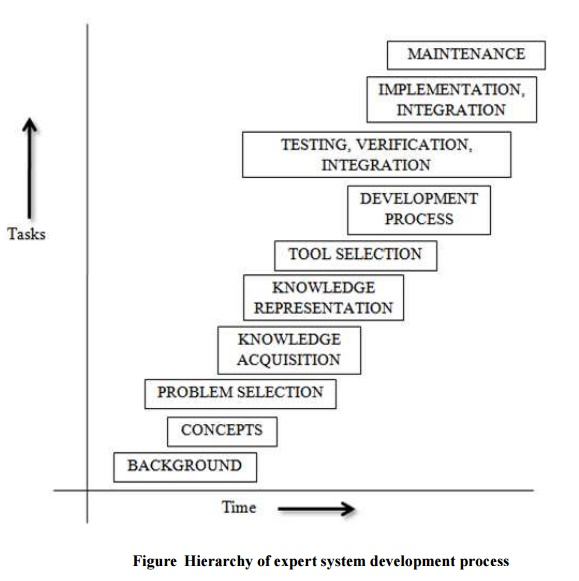 MAINTENANCE
IMPLEMENTATION,
INTEGRATION
TESTING, VERIFICATION,
INTEGRATION
DEVELOPMENT
PROCESS
Tasks
TOOL SELECTION
KNOWLEDGE
REPRESENTATION
KNOWLEDGE
ACQUISITION
PROBLEM SELECTION
CONCEPTS
BACKGROUND
Time
Figure Hierarchy of expert system development process